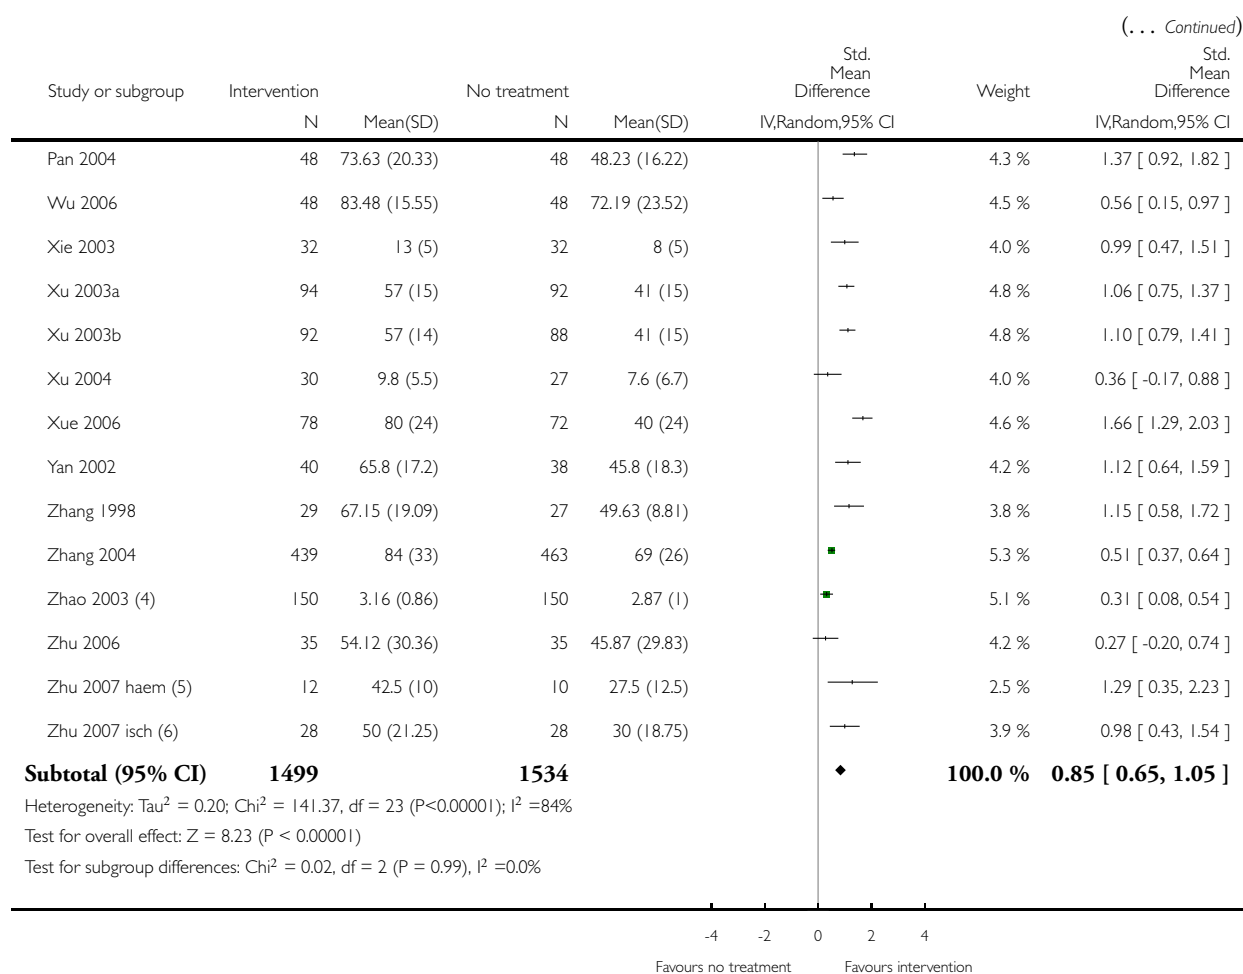 (... Continued)
Std. Mean Difference Std. Mean Difference
Study or subgroup Intervention No treatment Weight
N Mean(SD) N Mean(SD) IV,Random,95% CI IV,Random,95% CI
Pan 2004 48 73.63 (20.33) 48 48.23 (16.22) 4.3 % 1.37 [ 0.92, 1.82 ]
Wu 2006 48 83.48 (15.55) 48 72.19 (23.52) 4.5 % 0.56 [ 0.15, 0.97 ]
Xie 2003 32 13 (5) 32 8 (5) 4.0 % 0.99 [ 0.47, 1.51 ]
Xu 2003a 94 57 (15) 92 41 (15) 4.8 % 1.06 [ 0.75, 1.37 ]
Xu 2003b 92 57 (14) 88 41 (15) 4.8 % 1.10 [ 0.79, 1.41 ]
Xu 2004 30 9.8 (5.5) 27 7.6 (6.7) 4.0 % 0.36 [ -0.17, 0.88 ]
Xue 2006 78 80 (24) 72 40 (24) 4.6 % 1.66 [ 1.29, 2.03 ]
Yan 2002 40 65.8 (17.2) 38 45.8 (18.3) 4.2 % 1.12 [ 0.64, 1.59 ]
Zhang 1998 29 67.15 (19.09) 27 49.63 (8.81) 3.8 % 1.15 [ 0.58, 1.72 ]
Zhang 2004 439 84 (33) 463 69 (26) 5.3 % 0.51 [ 0.37, 0.64 ]
Zhao 2003 (4) 150 3.16 (0.86) 150 2.87 (1) 5.1 % 0.31 [ 0.08, 0.54 ]
Zhu 2006 35 54.12 (30.36) 35 45.87 (29.83) 4.2 % 0.27 [ -0.20, 0.74 ]
Zhu 2007 haem (5) 12 42.5 (10) 10 27.5 (12.5) 2.5 % 1.29 [ 0.35, 2.23 ]
Zhu 2007 isch (6) 28 50 (21.25) 28 30 (18.75) 3.9 % 0.98 [ 0.43, 1.54 ]
Subtotal (95% CI) 1499 1534 100.0 % 0.85 [ 0.65, 1.05 ]
Heterogeneity: Tau² = 0.20; Chi² = 141.37, df = 23 (P<0.00001); I² =84%
Test for overall effect: Z = 8.23 (P < 0.00001)
Test for subgroup differences: Chi² = 0.02, df = 2 (P = 0.99), I² =0.0%
-4 -2 0 2 4
Favours no treatment Favours intervention